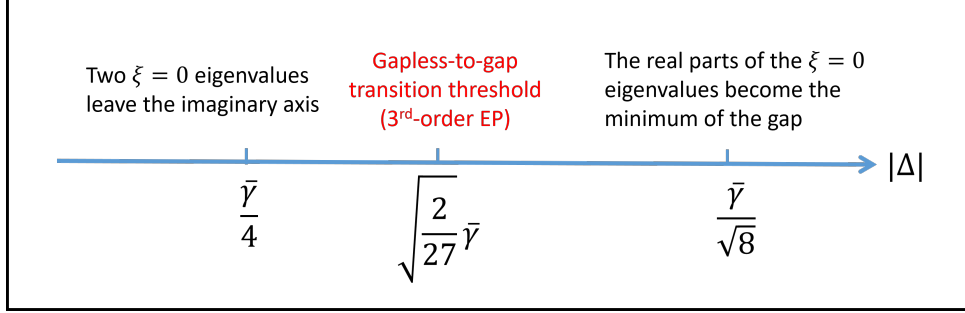 Two ξ = 0 eigenvalues
leave the imaginary axis
Gapless-to-gap
transition threshold
(3rd-order EP)
The real parts of the ξ = 0
eigenvalues become the
minimum of the gap
|Δ|
γ̄/4
√(2/27) γ̄
γ̄/√8